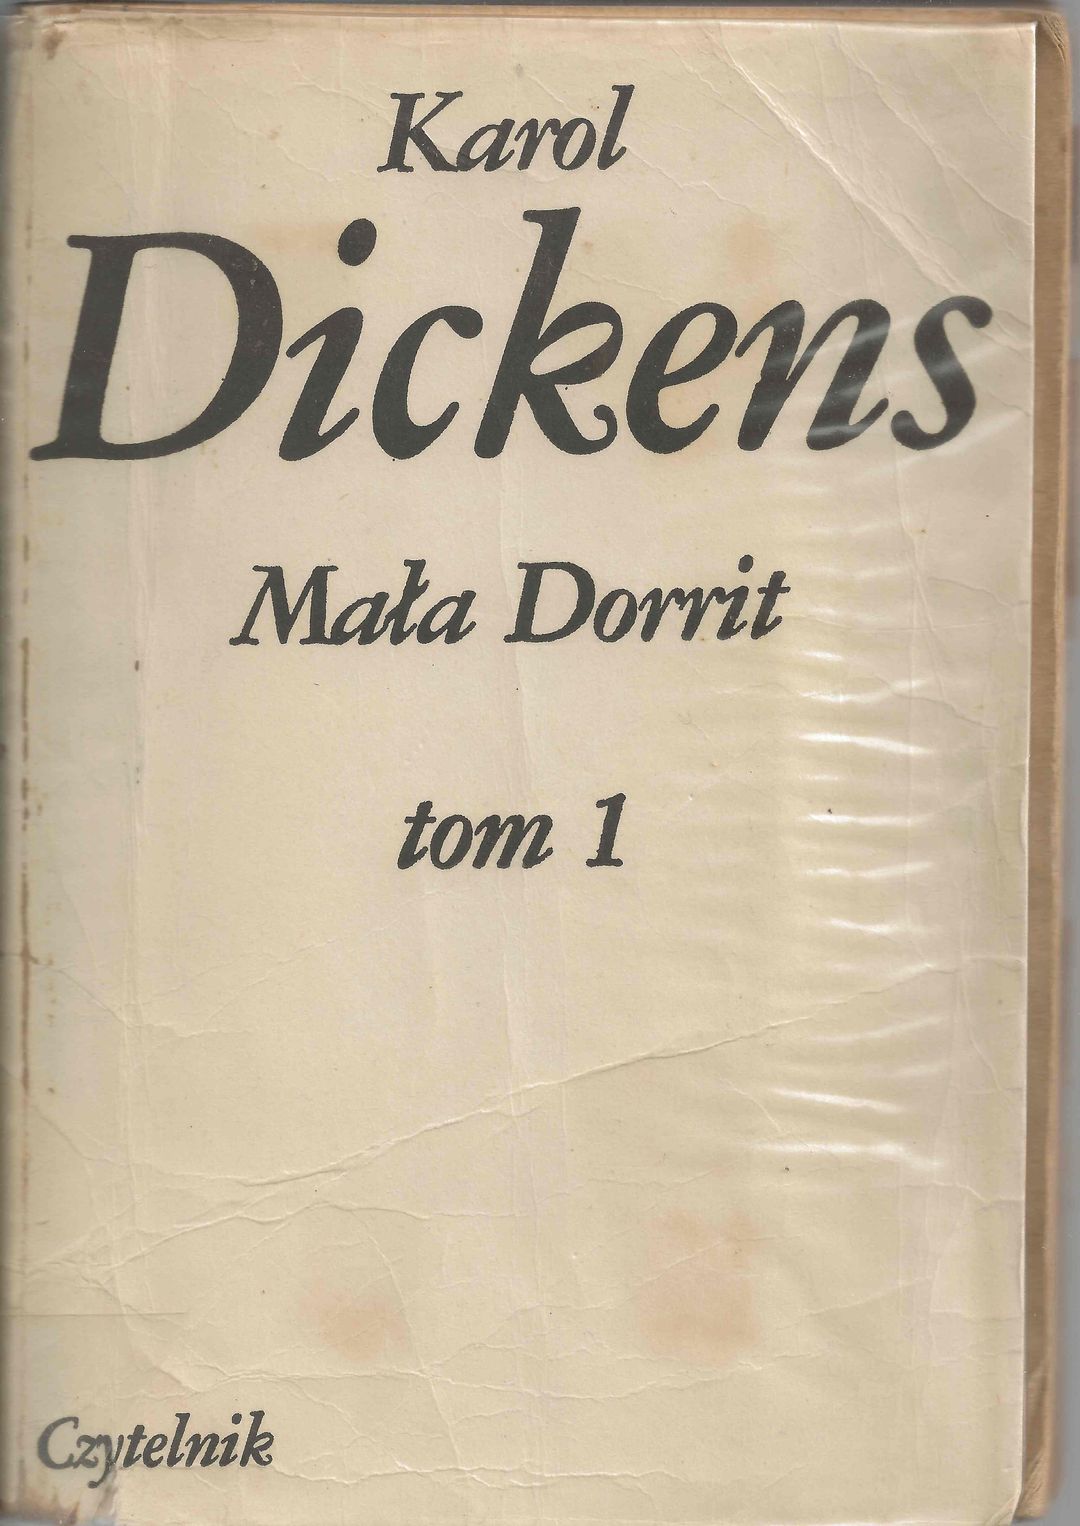 Karol
Dickens
Mała Dorrit
tom 1
Czytelnik